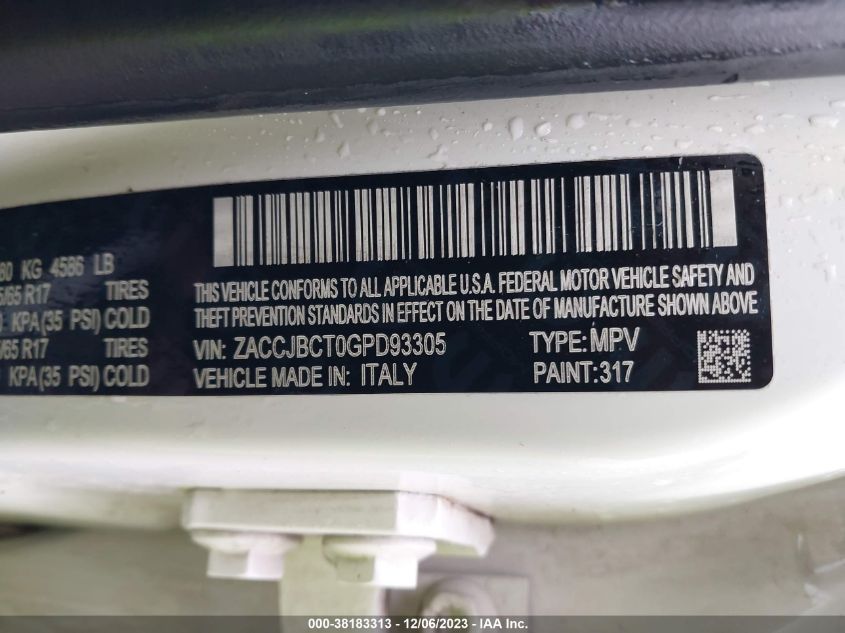 80 KG 4586 LB
5/65 R17 TIRES
0 KPA(35 PSI) COLD
/65 R17 TIRES
KPA(35 PSI) COLD
THIS VEHICLE CONFORMS TO ALL APPLICABLE U.S.A. FEDERAL MOTOR VEHICLE SAFETY AND
THEFT PREVENTION STANDARDS IN EFFECT ON THE DATE OF MANUFACTURE SHOWN ABOVE
VIN: ZACCJBCT0GPD93305 TYPE: MPV
VEHICLE MADE IN: ITALY PAINT:317
000-38183313 - 12/06/2023 - IAA Inc.